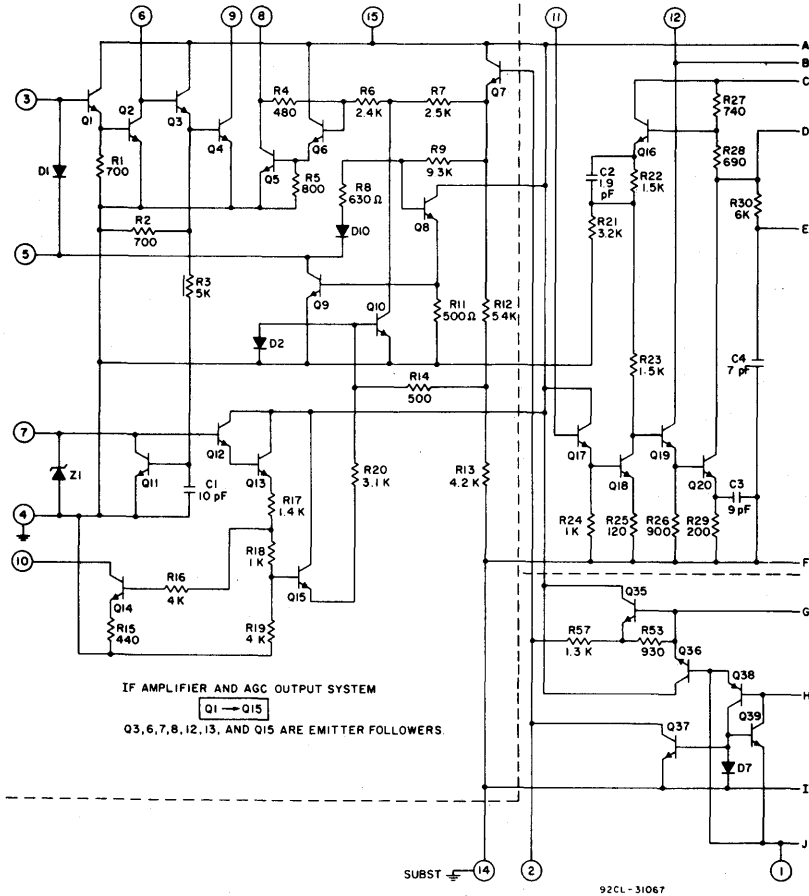 6
9
8
15
11
12
A
B
C
D
E
3
Q1
Q2
Q3
Q4
R4
480
R6
2.4K
R7
2.5K
Q7
Q6
Q5
R5
800
R9
9.3K
R8
630Ω
D10
Q8
D1
R1
700
R2
700
5
R3
5K
Q9
Q10
D2
R11
500Ω
R12
5.4K
R14
500
R27
740
Q16
R28
690
C2
1.9
pF
R22
1.5K
R21
3.2K
R30
6K
R23
1.5K
C4
7 pF
7
Z1
Q11
Q12
Q13
C1
10 pF
R17
1.4K
R20
3.1 K
R13
4.2K
Q17
Q18
Q19
Q20
C3
9 pF
R24
1 K
R25
120
R26
900
R29
200
F
4
10
R18
1 K
R16
4 K
Q14
Q15
R15
440
R19
4 K
Q35
G
R57
1.3 K
R53
930
Q36
Q38
H
Q39
Q37
D7
I
J
IF AMPLIFIER AND AGC OUTPUT SYSTEM
Q1 → Q15
Q3,6,7,8,12,13, AND Q15 ARE EMITTER FOLLOWERS.
SUBST
14
2
1
92CL-31067